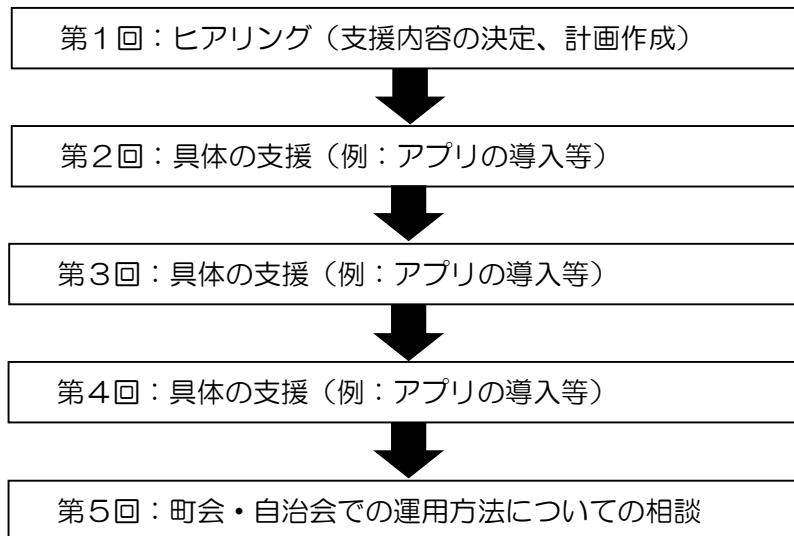 第１回：ヒアリング（支援内容の決定、計画作成）
第２回：具体の支援（例：アプリの導入等）
第３回：具体の支援（例：アプリの導入等）
第４回：具体の支援（例：アプリの導入等）
第５回：町会・自治会での運用方法についての相談